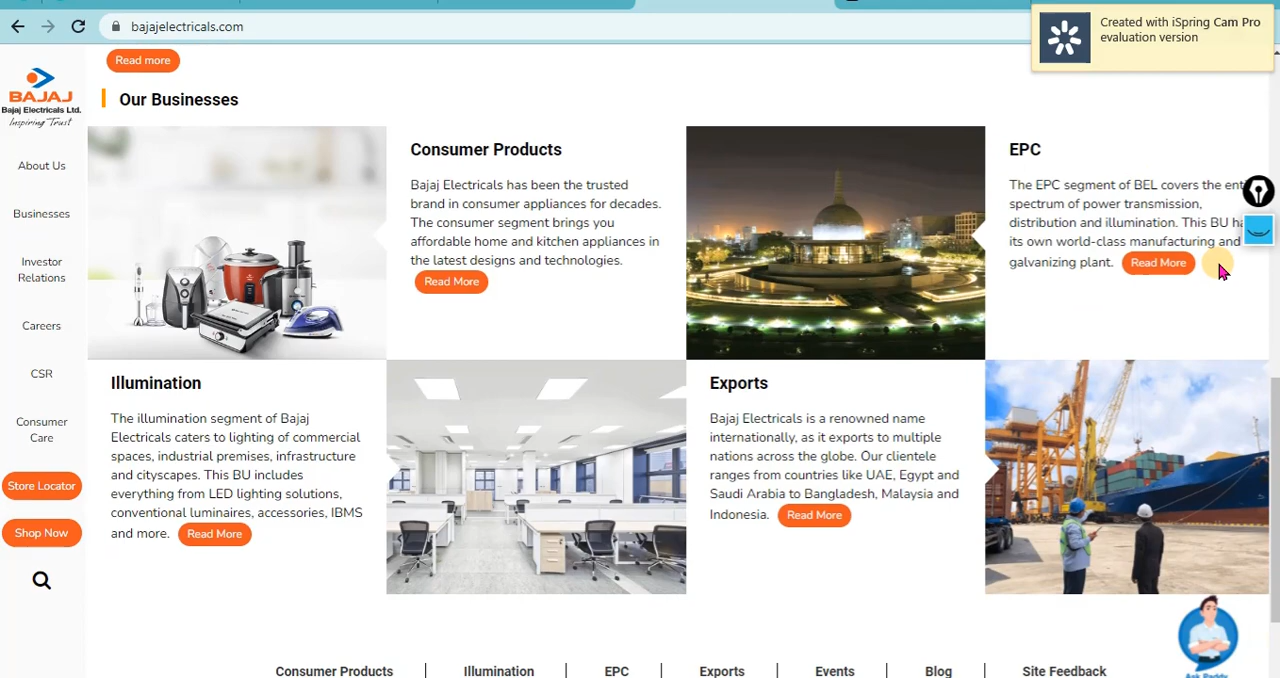 bajajelectricals.com
Created with iSpring Cam Pro
evaluation version
BAJAJ
Bajaj Electricals Ltd.
Inspiring Trust
About Us
Businesses
Investor
Relations
Careers
CSR
Consumer
Care
Store Locator
Shop Now
Read more
Our Businesses
Consumer Products
Bajaj Electricals has been the trusted
brand in consumer appliances for decades.
The consumer segment brings you
affordable home and kitchen appliances in
the latest designs and technologies.
Read More
EPC
The EPC segment of BEL covers the
spectrum of power transmission,
distribution and illumination. This BU
its own world-class manufacturing and
galvanizing plant. Read More
Illumination
The illumination segment of Bajaj
Electricals caters to lighting of commercial
spaces, industrial premises, infrastructure
and cityscapes. This BU includes
everything from LED lighting solutions,
conventional luminaires, accessories, IBMS
and more. Read More
Exports
Bajaj Electricals is a renowned name
internationally, as it exports to multiple
nations across the globe. Our clientele
ranges from countries like UAE, Egypt and
Saudi Arabia to Bangladesh, Malaysia and
Indonesia. Read More
Ask Paddy
Consumer Products | Illumination | EPC | Exports | Events | Blog | Site Feedback